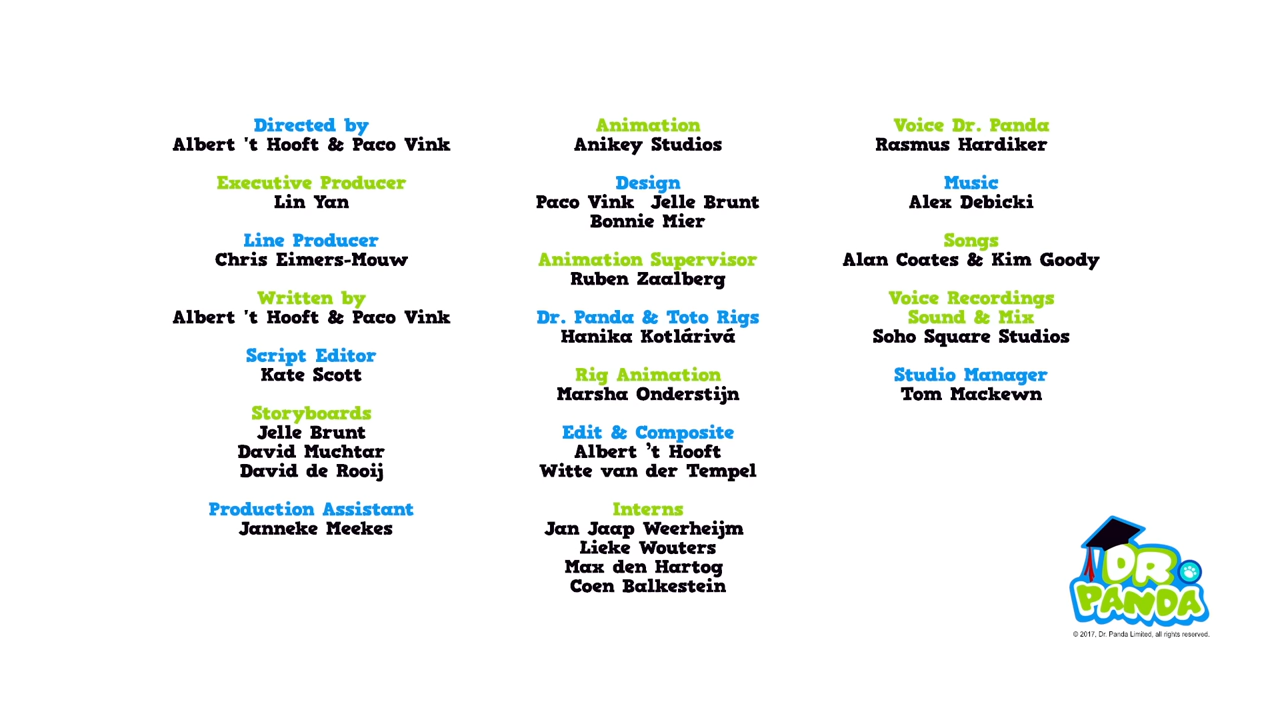 Directed by
Albert 't Hooft & Paco Vink
Executive Producer
Lin Yan
Line Producer
Chris Eimers-Mouw
Written by
Albert 't Hooft & Paco Vink
Script Editor
Kate Scott
Storyboards
Jelle Brunt
David Muchtar
David de Rooij
Production Assistant
Janneke Meekes
Animation
Anikey Studios
Design
Paco Vink Jelle Brunt
Bonnie Mier
Animation Supervisor
Ruben Zaalberg
Dr. Panda & Toto Rigs
Hanika Kotlárivá
Rig Animation
Marsha Onderstijn
Edit & Composite
Albert ’t Hooft
Witte van der Tempel
Interns
Jan Jaap Weerheijm
Lieke Wouters
Max den Hartog
Coen Balkestein
Voice Dr. Panda
Rasmus Hardiker
Music
Alex Debicki
Songs
Alan Coates & Kim Goody
Voice Recordings
Sound & Mix
Soho Square Studios
Studio Manager
Tom Mackewn
DR.
PANDA
© 2017, Dr. Panda Limited, all rights reserved.